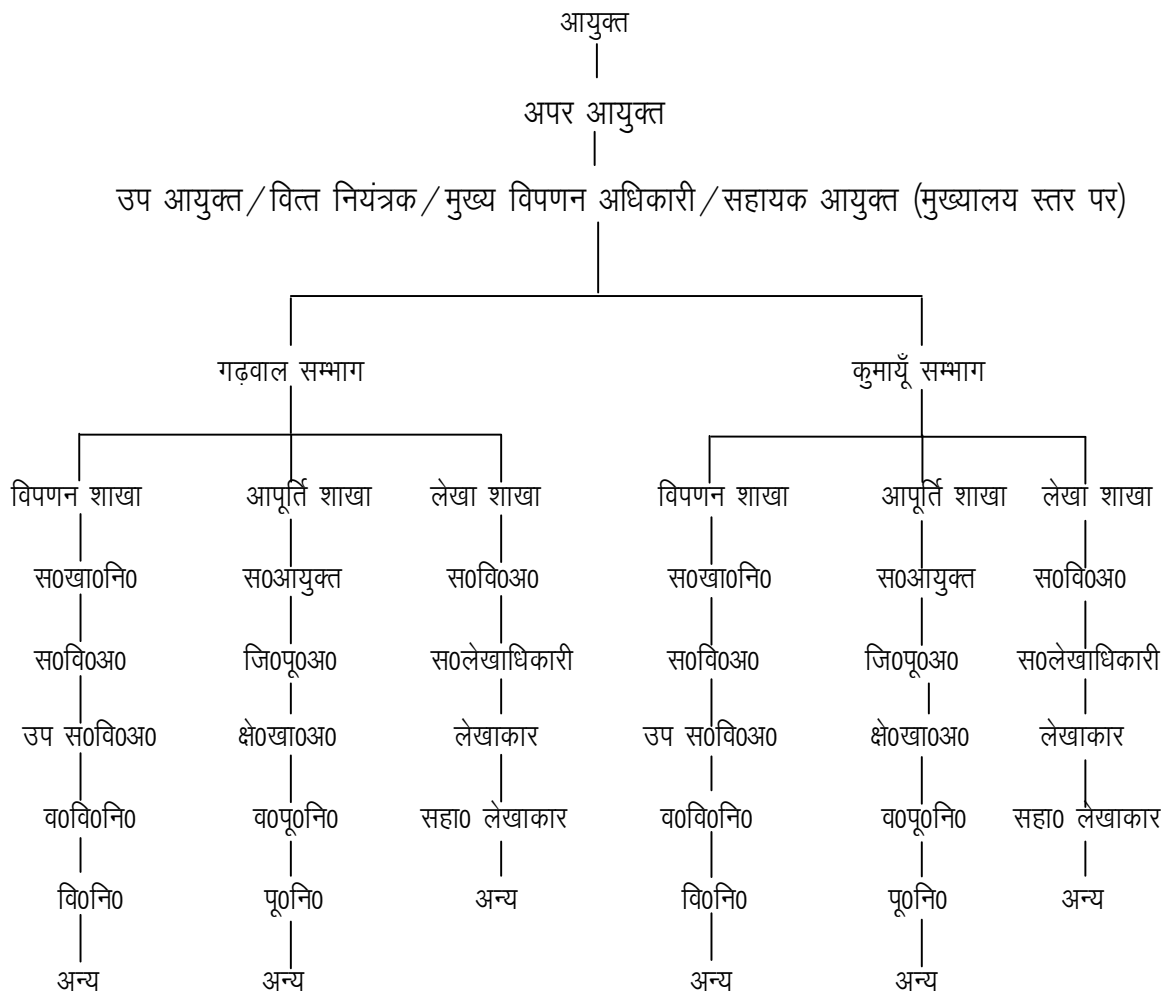 आयुक्त
अपर आयुक्त
उप आयुक्त/वित्त नियंत्रक/मुख्य विपणन अधिकारी/सहायक आयुक्त (मुख्यालय स्तर पर)
गढ़वाल सम्भाग कुमायूँ सम्भाग
विपणन शाखा आपूर्ति शाखा लेखा शाखा विपणन शाखा आपूर्ति शाखा लेखा शाखा
स0खा0नि0 स0आयुक्त स0वि0अ0 स0खा0नि0 स0आयुक्त स0वि0अ0
स0वि0अ0 जि0पू0अ0 स0लेखाधिकारी स0वि0अ0 जि0पू0अ0 स0लेखाधिकारी
उप स0वि0अ0 क्षे0खा0अ0 लेखाकार उप स0वि0अ0 क्षे0खा0अ0 लेखाकार
व0वि0नि0 व0पू0नि0 सहा0 लेखाकार व0वि0नि0 व0पू0नि0 सहा0 लेखाकार
वि0नि0 पू0नि0 अन्य वि0नि0 पू0नि0 अन्य
अन्य अन्य अन्य अन्य